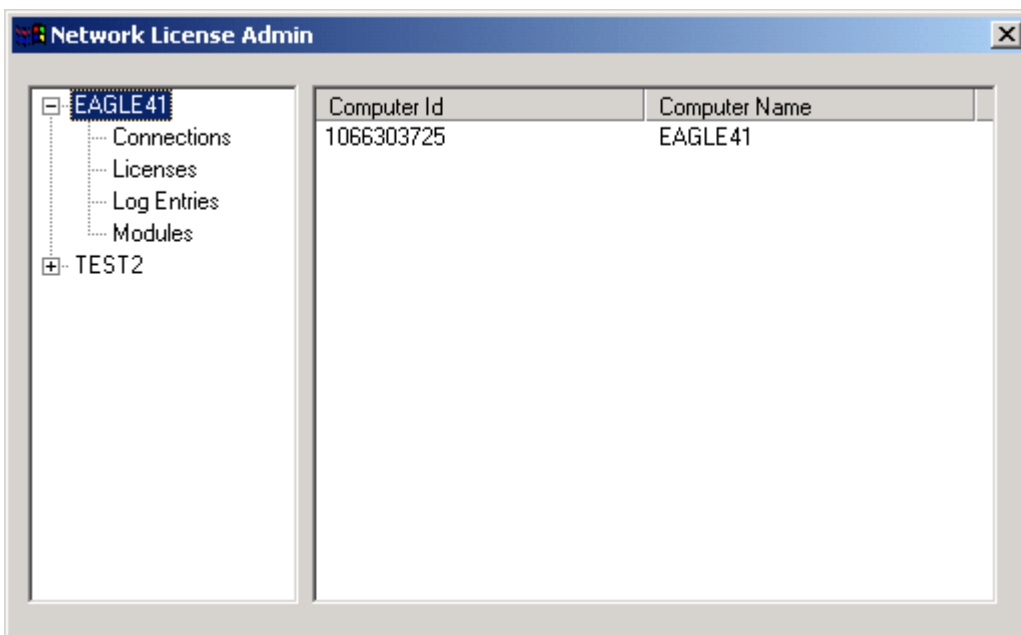 Network License Admin
EAGLE41
Connections
Licenses
Log Entries
Modules
TEST2
Computer Id Computer Name
1066303725 EAGLE41